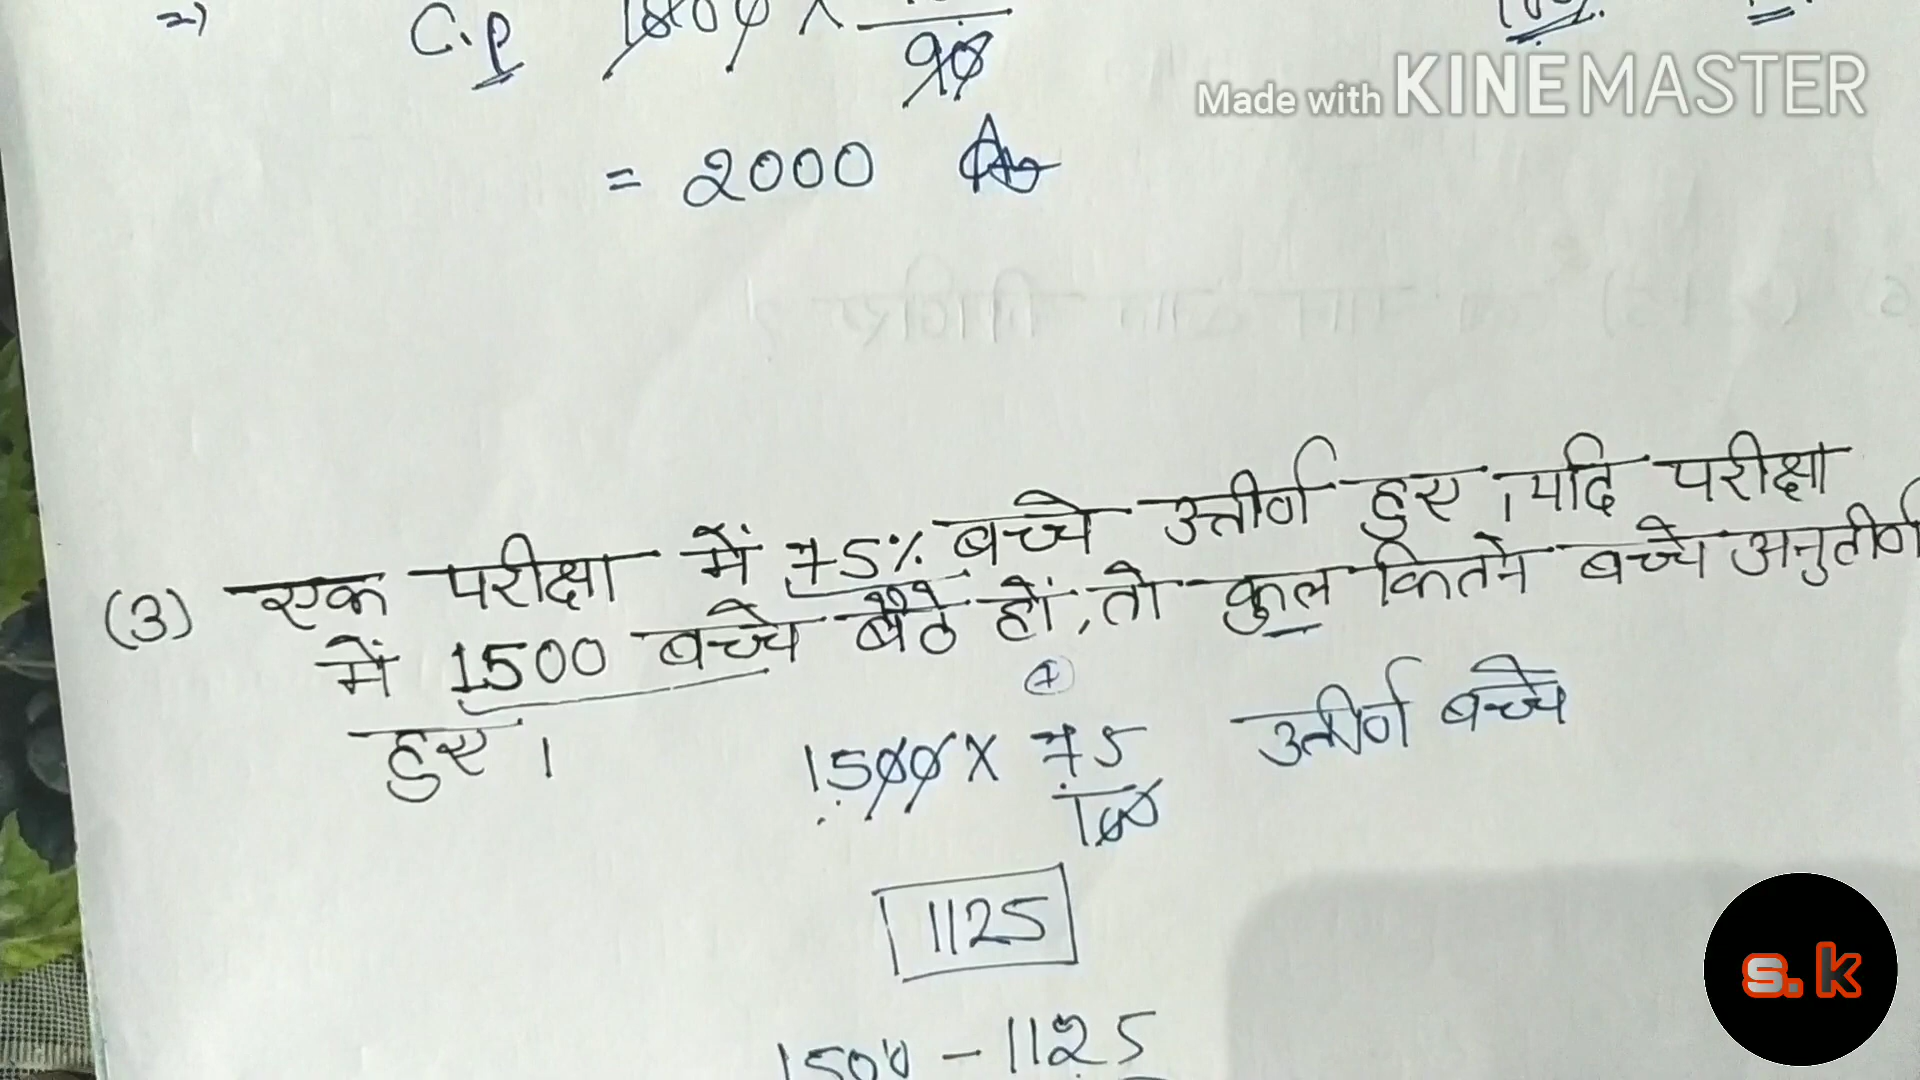 =) C.P 1800 ×
90
Made with KINEMASTER
= 2000 A
(3) एक परीक्षा में 75% बच्चे उत्तीर्ण हुए। यदि परीक्षा
में 1500 बच्चे बैठे हों, तो कुल कितने बच्चे अनुतीर्ण
हुए।
7
1500 × 75 उत्तीर्ण बच्चे
100
1125
1500 - 1125
s.k